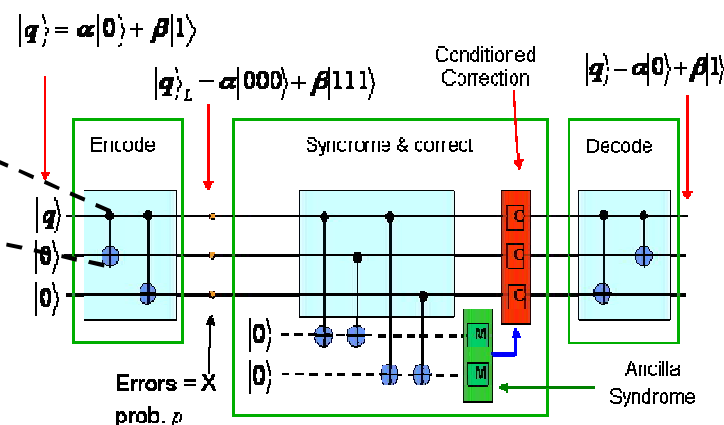 |q⟩ = α|0⟩ + β|1⟩
Conditioned
Correction
|q⟩_L − α|000⟩ + β|111⟩
|q⟩ − α|0⟩ + β|1⟩
Encode
Syndrome & correct
Decode
|q⟩
|0⟩
|0⟩
C
C
C
|0⟩
|0⟩
M
M
Errors = X
prob. p
Ancilla
Syndrome